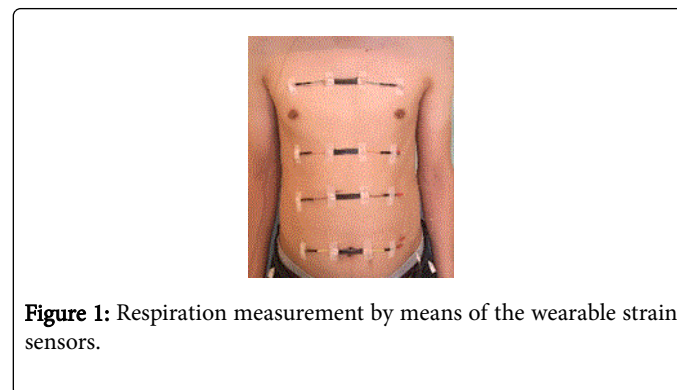 Figure 1: Respiration measurement by means of the wearable strain
sensors.